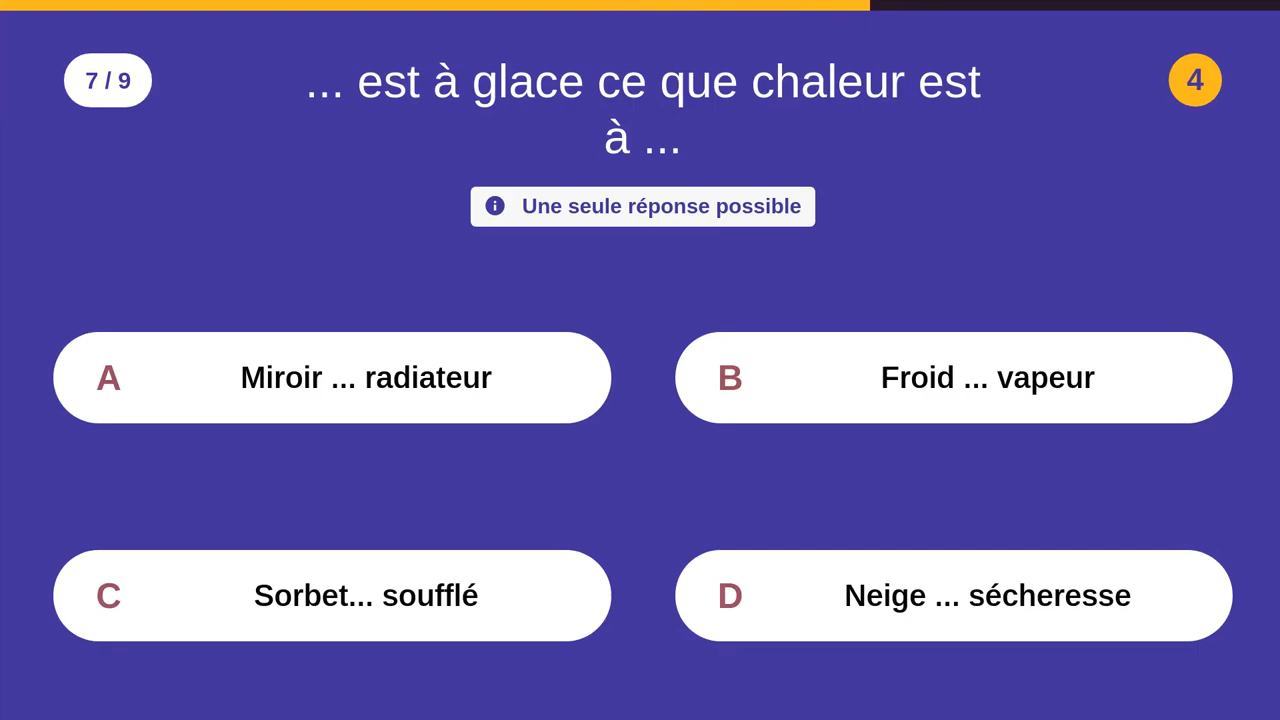 7 / 9
... est à glace ce que chaleur est
à ...
4
Une seule réponse possible
A Miroir ... radiateur
B Froid ... vapeur
C Sorbet... soufflé
D Neige ... sécheresse